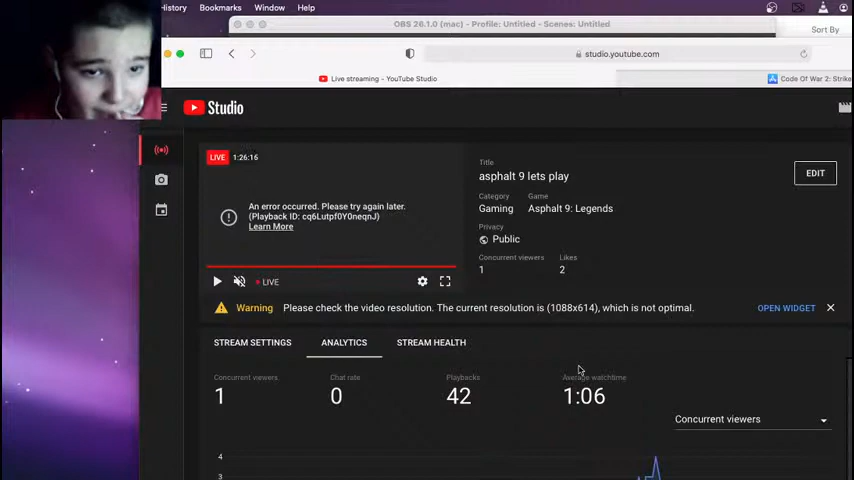 istory Bookmarks Window Help
OBS 26.1.0 (mac) - Profile: Untitled - Scenes: Untitled
Sort By
studio.youtube.com
Live streaming - YouTube Studio
Code Of War 2: Strike
Studio
LIVE 1:26:16
An error occurred. Please try again later.
(Playback ID: cq6Lutpf0Y0neqnJ)
Learn More
LIVE
Title
asphalt 9 lets play
EDIT
Category Game
Gaming Asphalt 9: Legends
Privacy
Public
Concurrent viewers Likes
1 2
Warning Please check the video resolution. The current resolution is (1088x614), which is not optimal. OPEN WIDGET
STREAM SETTINGS ANALYTICS STREAM HEALTH
Concurrent viewers Chat rate Playbacks Average watchtime
1 0 42 1:06
Concurrent viewers
4
3